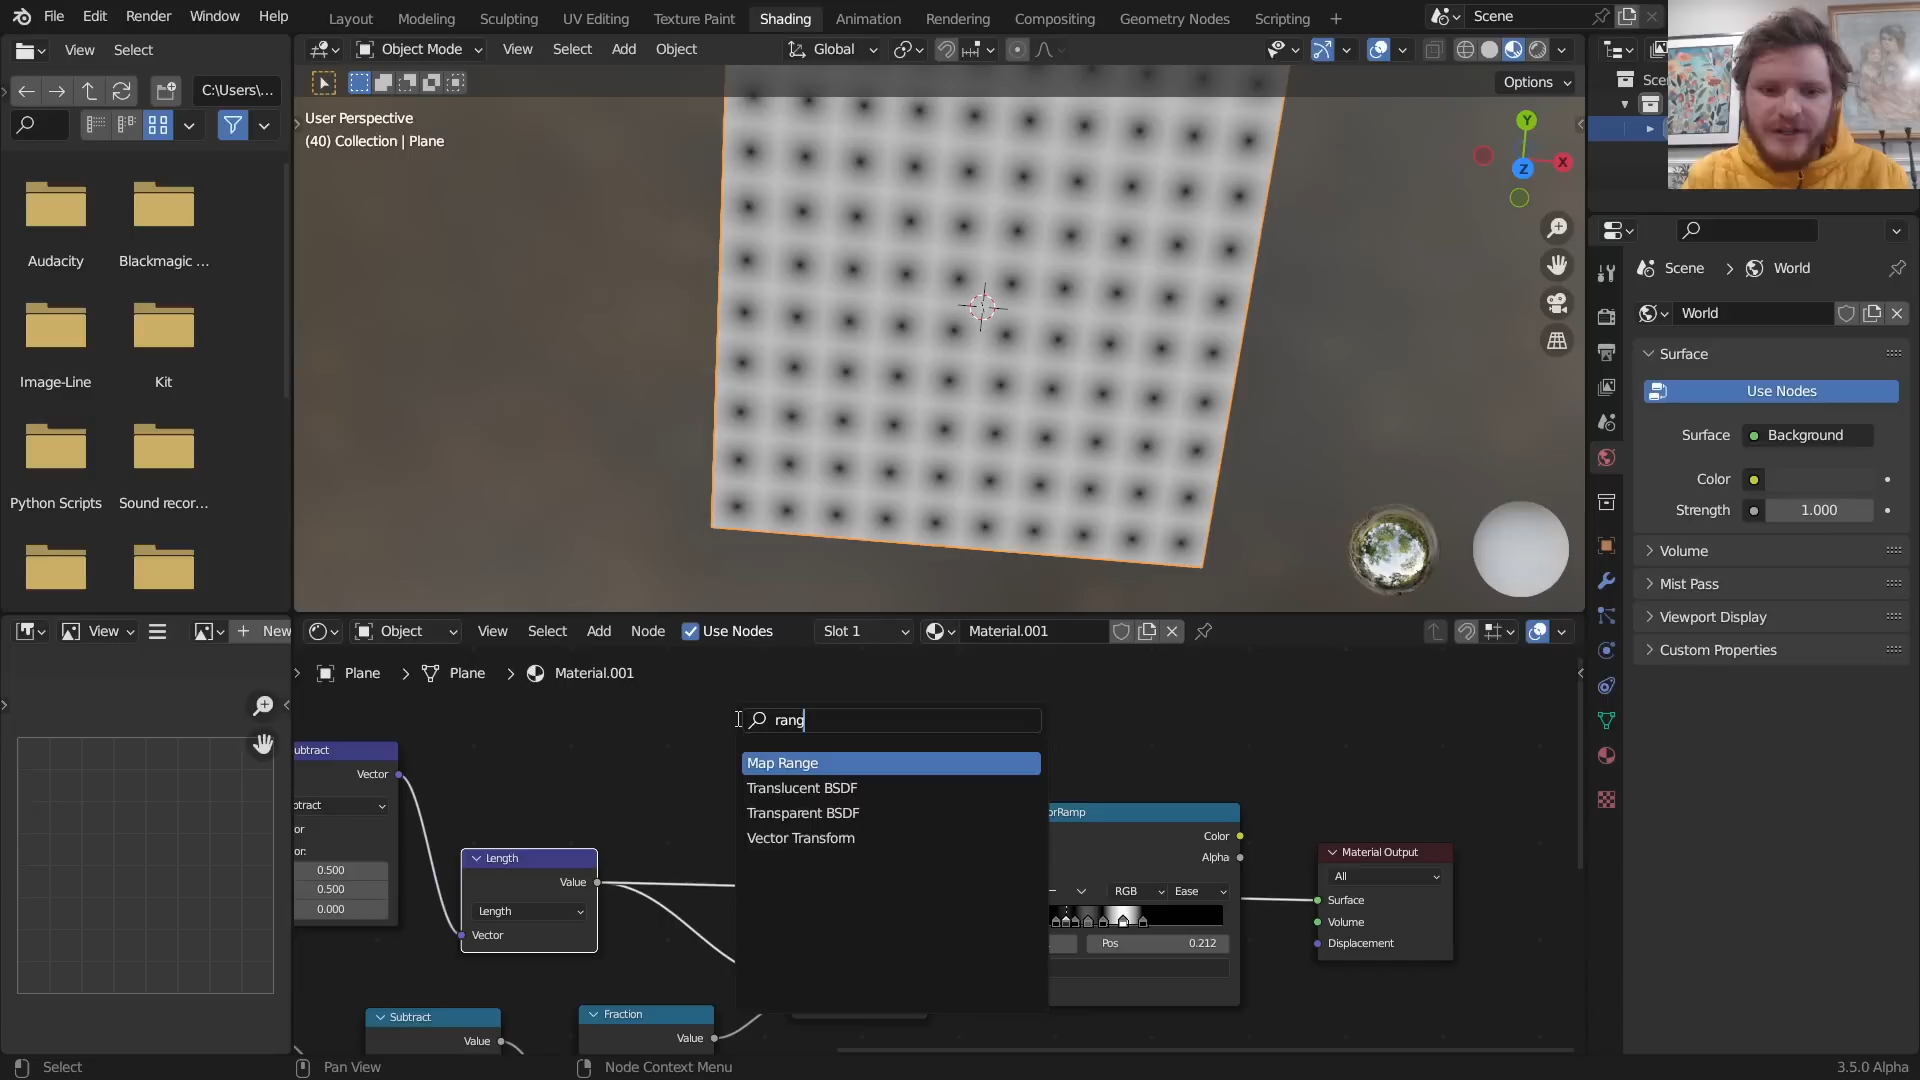 File Edit Render Window Help
Layout Modeling Sculpting UV Editing Texture Paint Shading Animation Rendering Compositing Geometry Nodes Scripting +
Scene
View Select
Object Mode View Select Add Object
Global
C:\Users\...
Options
User Perspective
(40) Collection | Plane
Y
X
Z
Audacity
Blackmagic ...
Image-Line
Kit
Python Scripts
Sound recor...
Scene > World
World
Surface
Use Nodes
Surface
Background
Color
Strength
1.000
Volume
Mist Pass
Viewport Display
Custom Properties
View
New
Object View Select Add Node Use Nodes Slot 1 Material.001
Plane > Plane > Material.001
rang
Map Range
Translucent BSDF
Transparent BSDF
Vector Transform
ubtract
Vector
btract
or
or:
0.500
0.500
0.000
Length
Value
Length
Vector
Subtract
Value
Fraction
Value
orRamp
Color
Alpha
RGB
Ease
Pos
0.212
Material Output
All
Surface
Volume
Displacement
Select
Pan View
Node Context Menu
3.5.0 Alpha